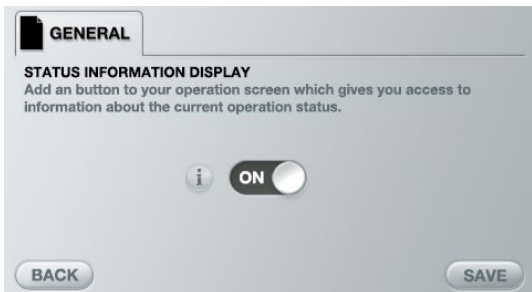 GENERAL
STATUS INFORMATION DISPLAY
Add an button to your operation screen which gives you access to
information about the current operation status.
i ON
BACK SAVE